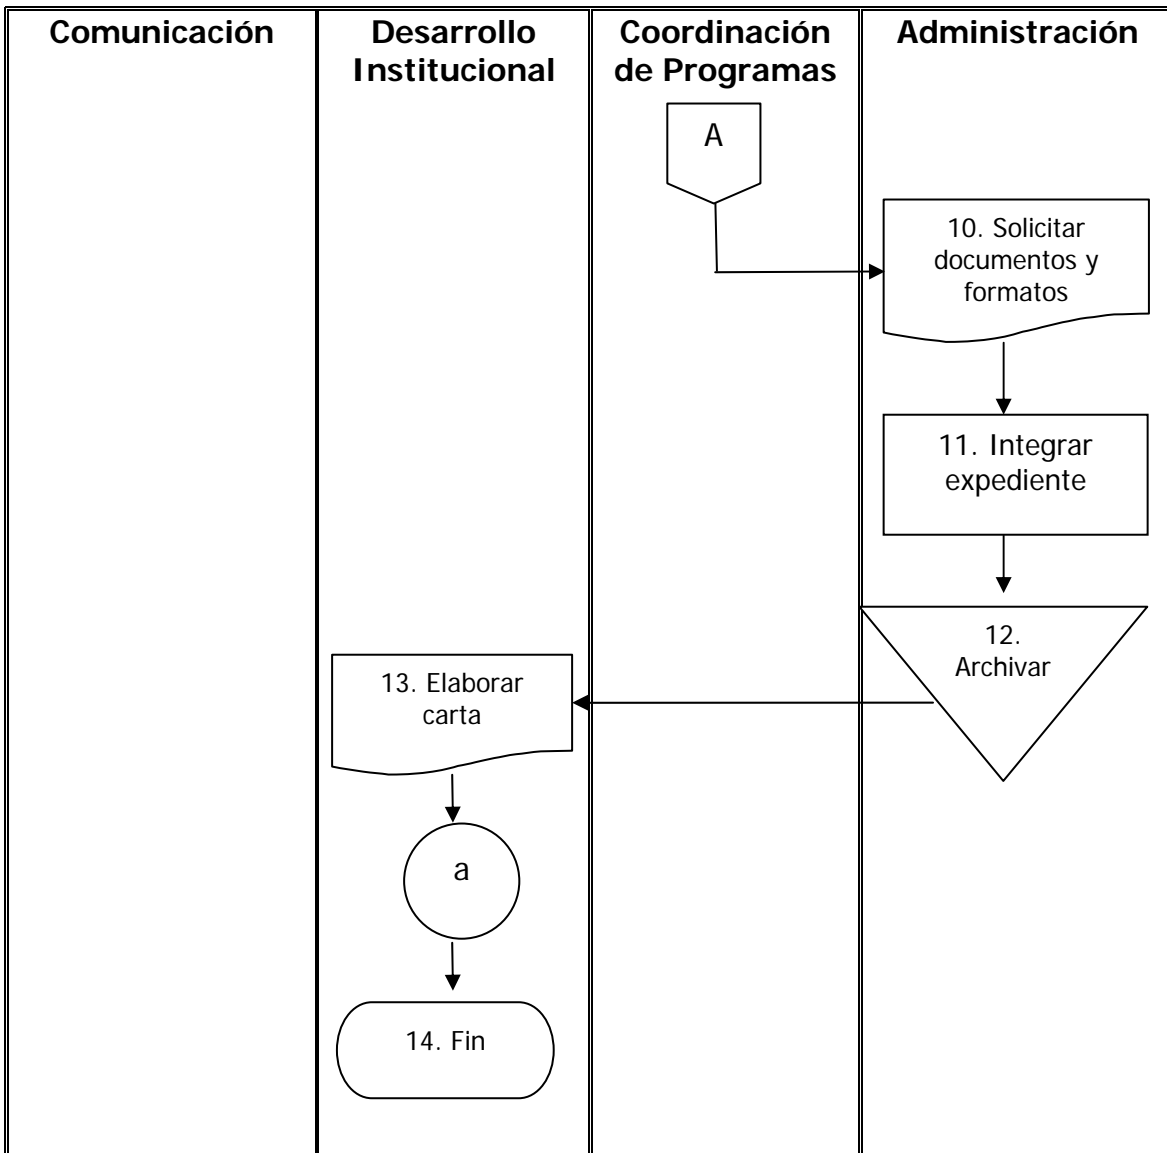 Comunicación
Desarrollo
Institucional
Coordinación
de Programas
Administración
A
10. Solicitar
documentos y
formatos
11. Integrar
expediente
12.
Archivar
13. Elaborar
carta
a
14. Fin